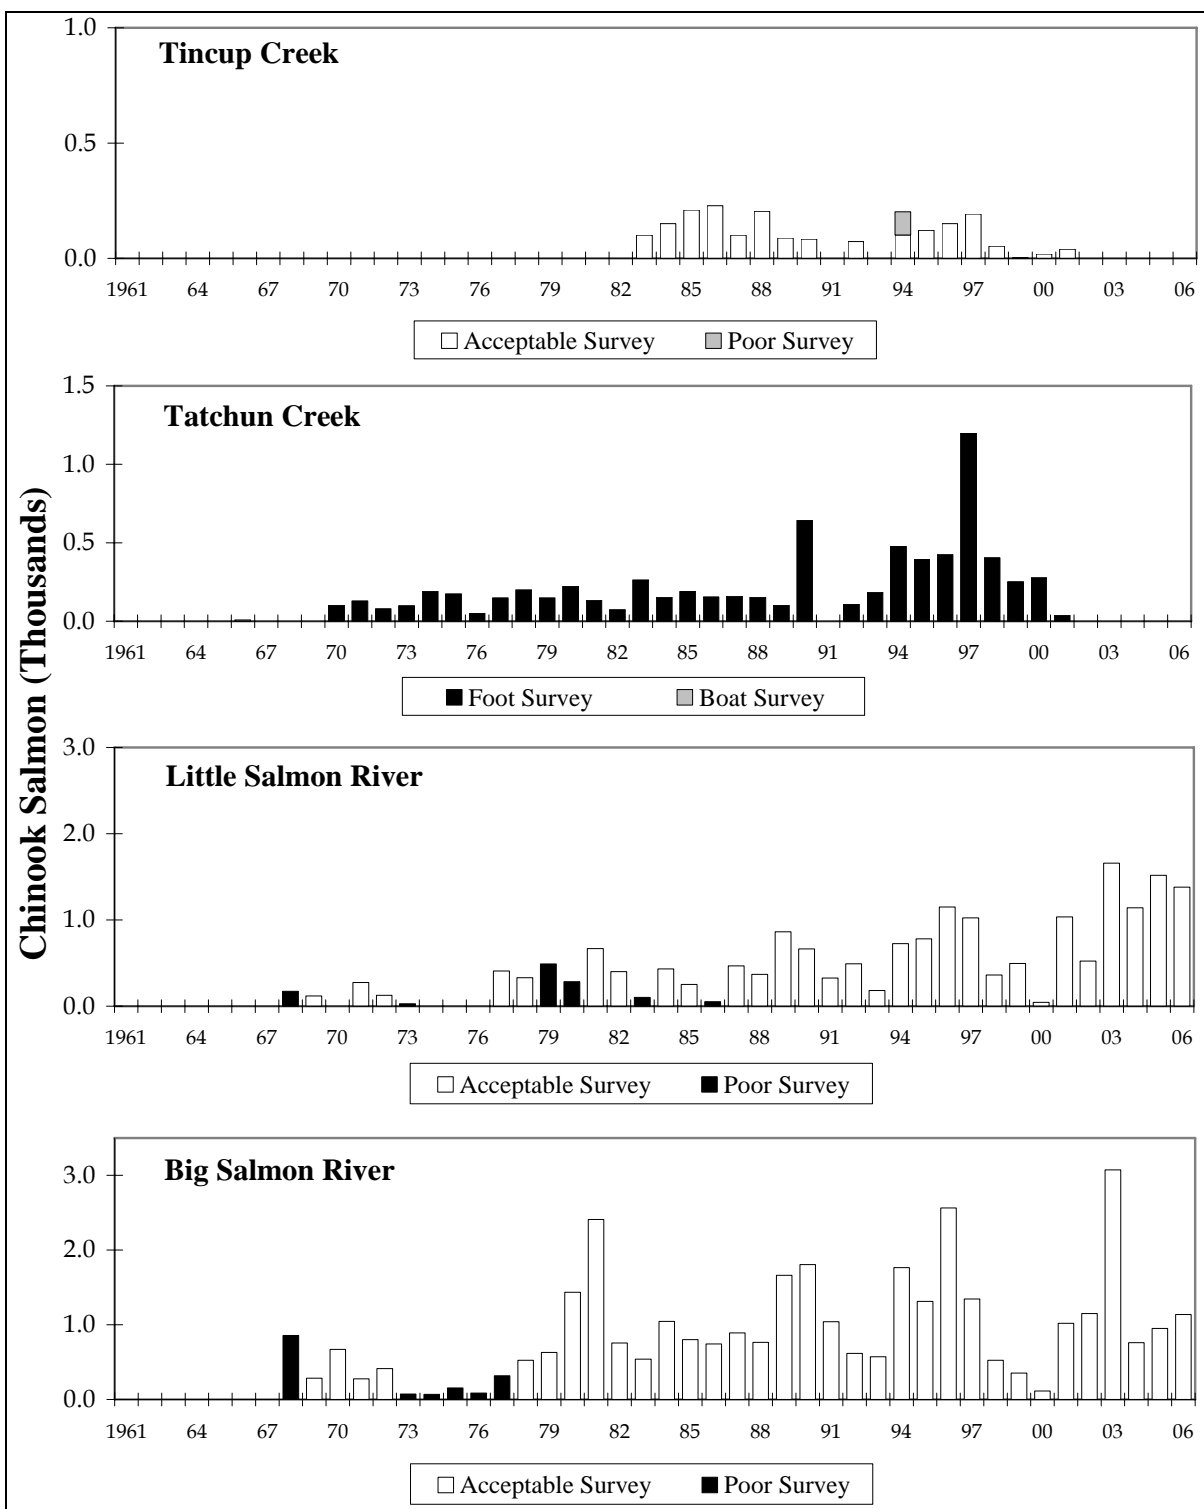 Chinook Salmon (Thousands)
Tincup Creek
1.0
0.5
0.0
1961 64 67 70 73 76 79 82 85 88 91 94 97 00 03 06
Acceptable Survey Poor Survey
Tatchun Creek
1.5
1.0
0.5
0.0
1961 64 67 70 73 76 79 82 85 88 91 94 97 00 03 06
Foot Survey Boat Survey
Little Salmon River
3.0
2.0
1.0
0.0
1961 64 67 70 73 76 79 82 85 88 91 94 97 00 03 06
Acceptable Survey Poor Survey
Big Salmon River
3.0
2.0
1.0
0.0
1961 64 67 70 73 76 79 82 85 88 91 94 97 00 03 06
Acceptable Survey Poor Survey